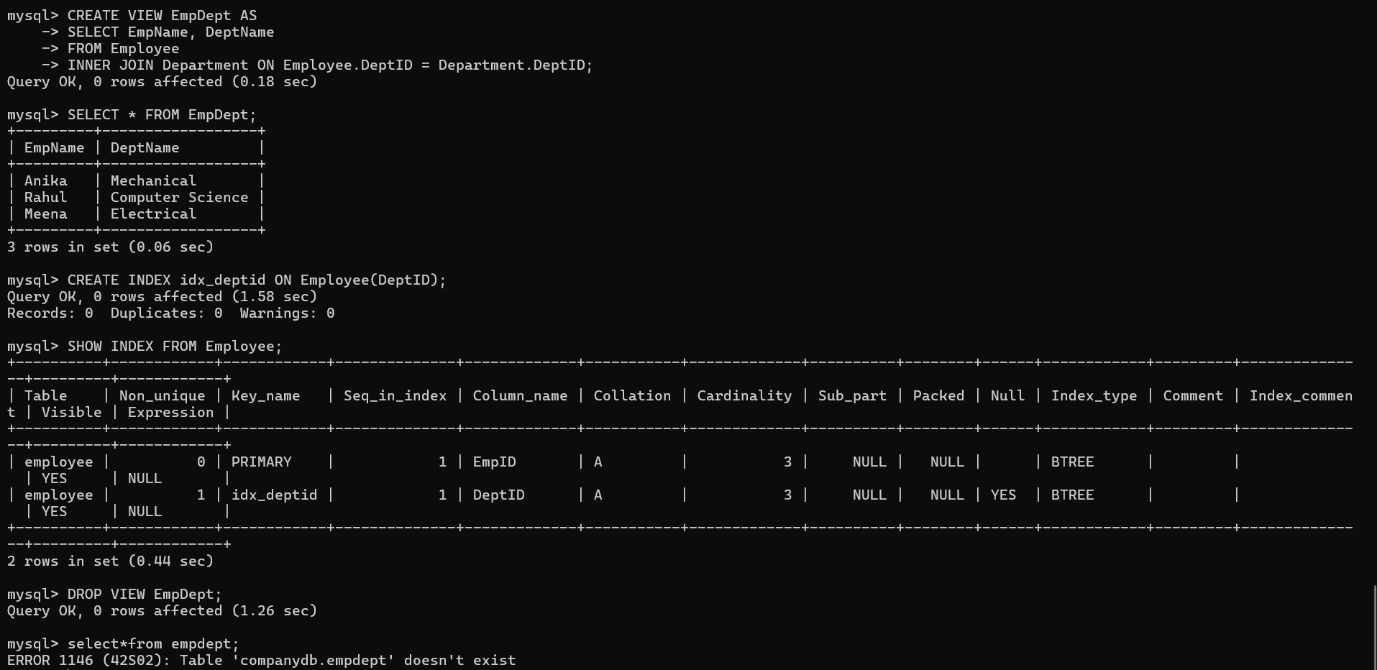 mysql> CREATE VIEW EmpDept AS
    -> SELECT EmpName, DeptName
    -> FROM Employee
    -> INNER JOIN Department ON Employee.DeptID = Department.DeptID;
Query OK, 0 rows affected (0.18 sec)

mysql> SELECT * FROM EmpDept;
+---------+------------------+
| EmpName | DeptName         |
+---------+------------------+
| Anika   | Mechanical       |
| Rahul   | Computer Science |
| Meena   | Electrical       |
+---------+------------------+
3 rows in set (0.06 sec)

mysql> CREATE INDEX idx_deptid ON Employee(DeptID);
Query OK, 0 rows affected (1.58 sec)
Records: 0  Duplicates: 0  Warnings: 0

mysql> SHOW INDEX FROM Employee;
+----------+------------+------------+--------------+-------------+-----------+-------------+----------+--------+------+------------+---------+-------------
--+---------+------------+
| Table    | Non_unique | Key_name   | Seq_in_index | Column_name | Collation | Cardinality | Sub_part | Packed | Null | Index_type | Comment | Index_commen
t | Visible | Expression |
+----------+------------+------------+--------------+-------------+-----------+-------------+----------+--------+------+------------+---------+-------------
--+---------+------------+
| employee |          0 | PRIMARY    |            1 | EmpID       | A         |           3 |     NULL |   NULL |      | BTREE      |         |
  | YES     | NULL       |
| employee |          1 | idx_deptid |            1 | DeptID      | A         |           3 |     NULL |   NULL | YES  | BTREE      |         |
  | YES     | NULL       |
+----------+------------+------------+--------------+-------------+-----------+-------------+----------+--------+------+------------+---------+-------------
--+---------+------------+
2 rows in set (0.44 sec)

mysql> DROP VIEW EmpDept;
Query OK, 0 rows affected (1.26 sec)

mysql> select*from empdept;
ERROR 1146 (42S02): Table 'companydb.empdept' doesn't exist